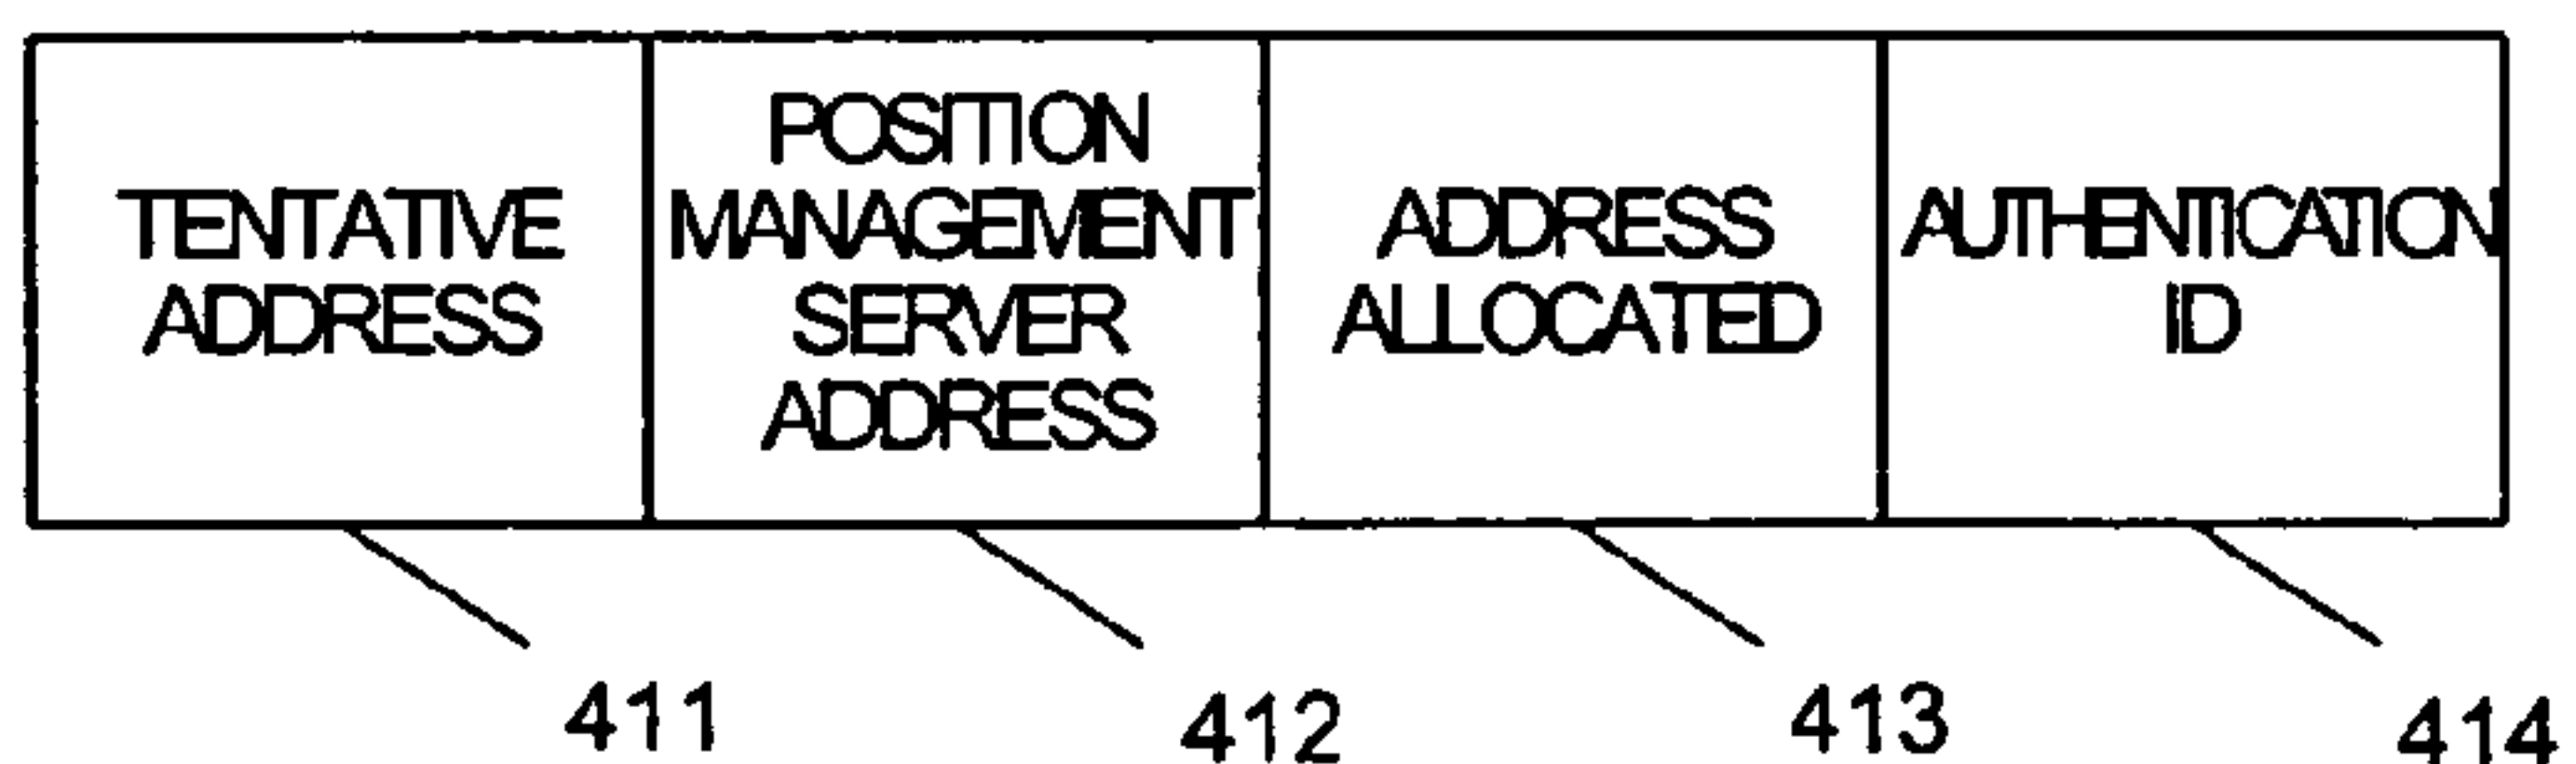 TENTATIVE
ADDRESS
POSITION
MANAGEMENT
SERVER
ADDRESS
ADDRESS
ALLOCATED
AUTHENTICATION
ID
411
412
413
414